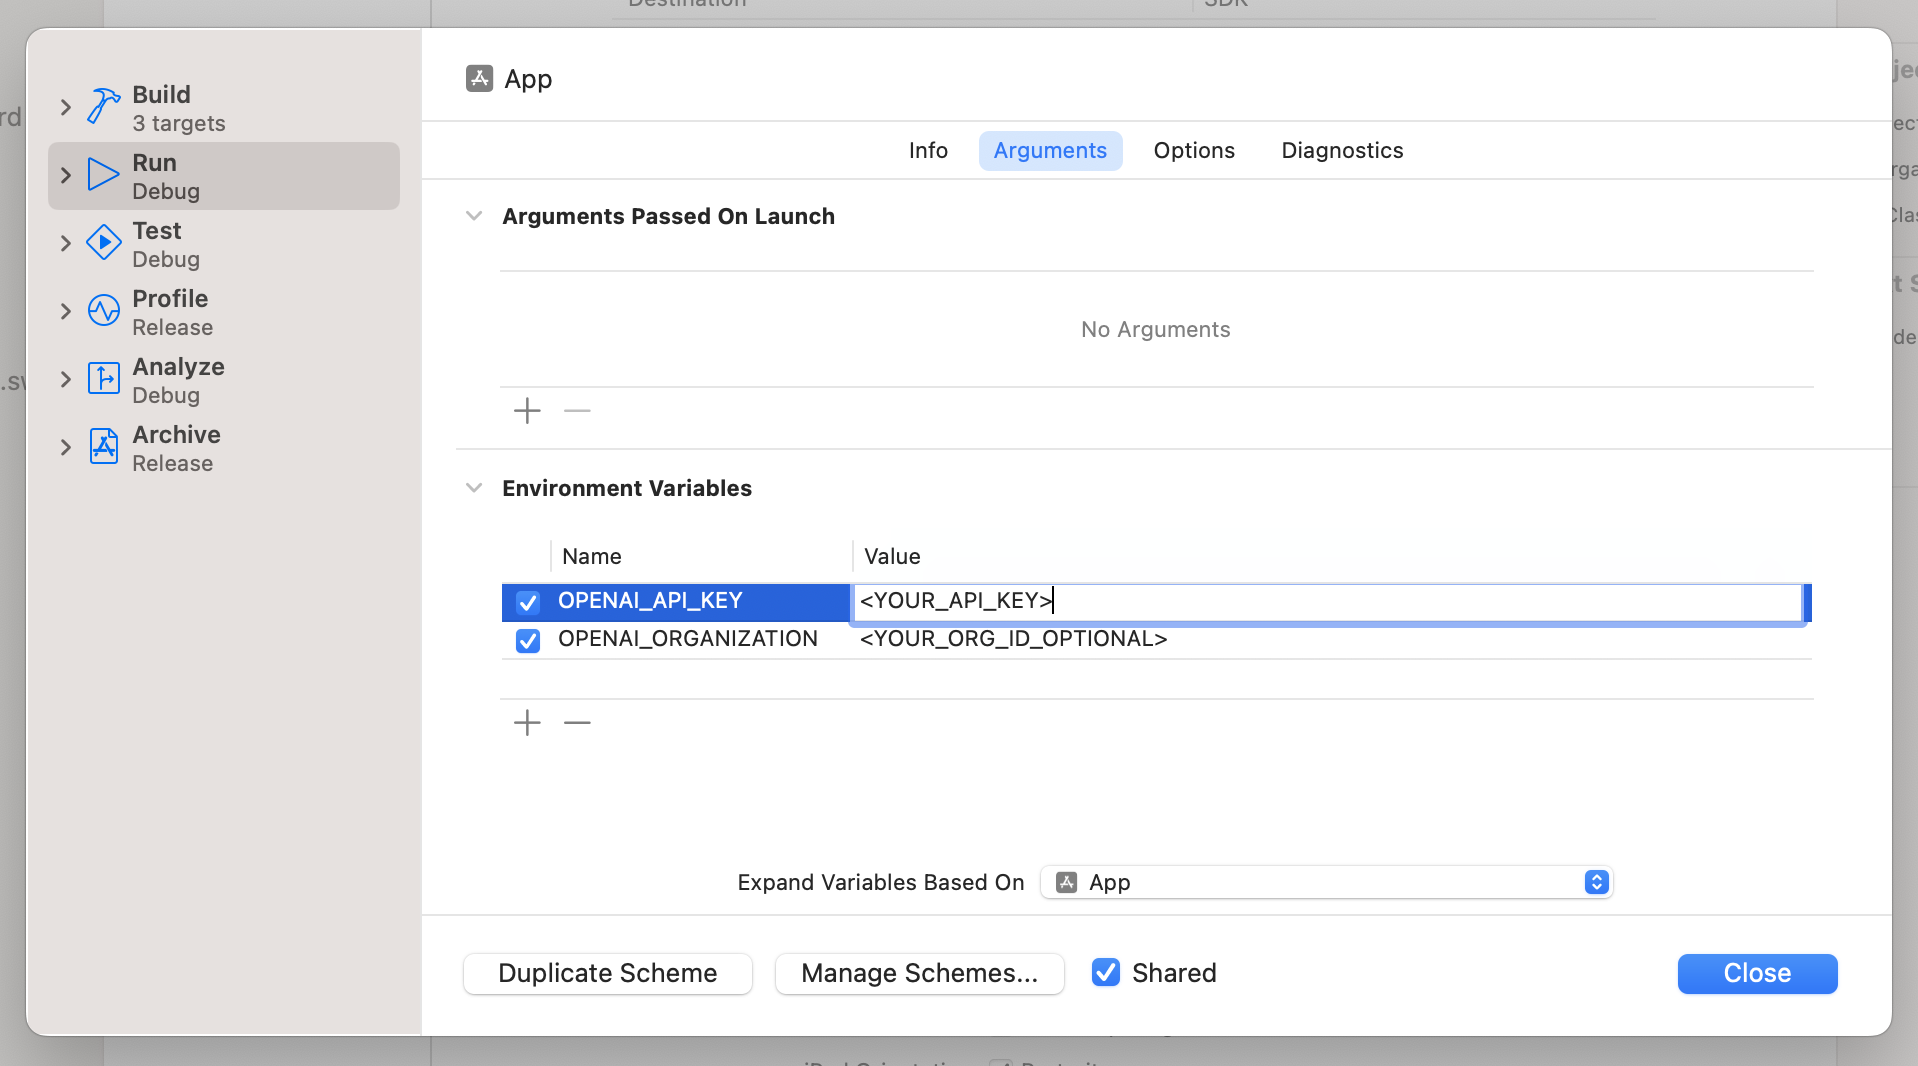 Destination
SDK
Build
3 targets
Run
Debug
Test
Debug
Profile
Release
Analyze
Debug
Archive
Release
App
Info Arguments Options Diagnostics
Arguments Passed On Launch
No Arguments
Environment Variables
Name Value
OPENAI_API_KEY <YOUR_API_KEY>
OPENAI_ORGANIZATION <YOUR_ORG_ID_OPTIONAL>
Expand Variables Based On App
Duplicate Scheme Manage Schemes... Shared Close